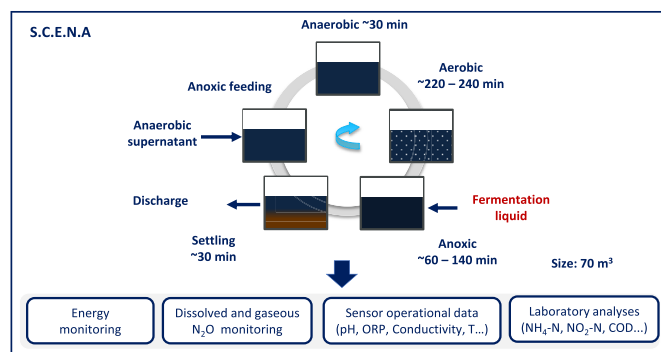 S.C.E.N.A
Anaerobic ~30 min
Aerobic
~220 – 240 min
Anoxic feeding
Anaerobic
supernatant
Discharge
Fermentation
liquid
Settling
~30 min
Anoxic
~60 – 140 min
Size: 70 m³
Energy
monitoring
Dissolved and gaseous
N₂O monitoring
Sensor operational data
(pH, ORP, Conductivity, T...)
Laboratory analyses
(NH₄-N, NO₂-N, COD...)